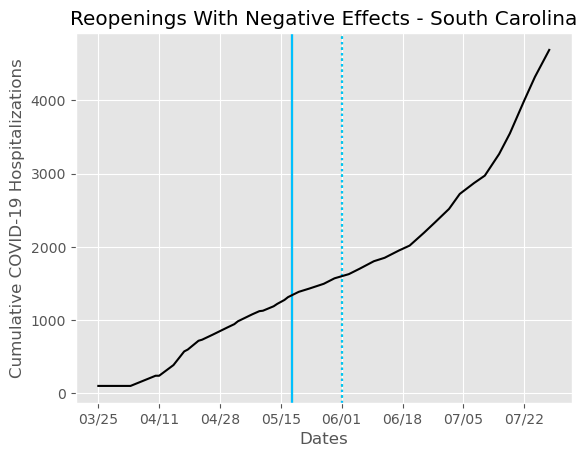 Reopenings With Negative Effects - South Carolina
Cumulative COVID-19 Hospitalizations
4000
3000
2000
1000
0
03/25 04/11 04/28 05/15 06/01 06/18 07/05 07/22
Dates